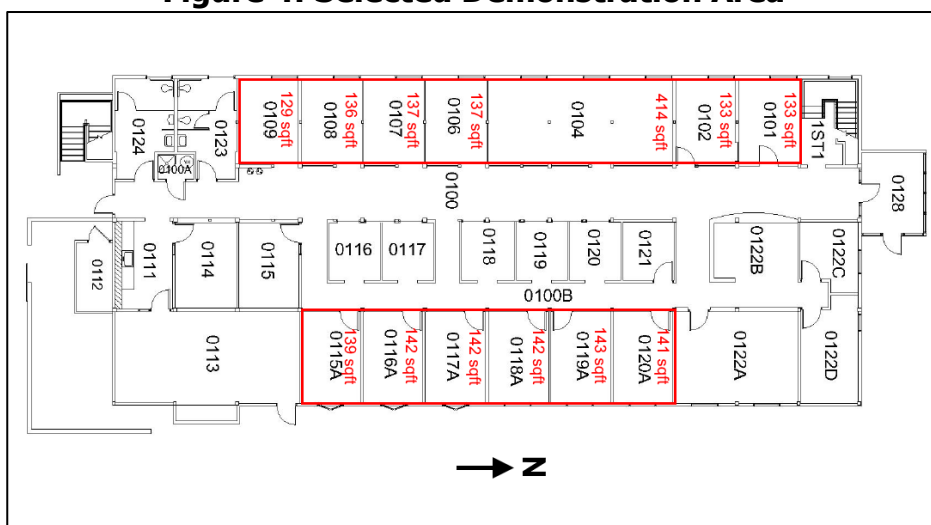 Figure 4. Selected Demonstration Area
129 sqft
0109
136 sqft
0108
137 sqft
0107
137 sqft
0106
414 sqft
0104
133 sqft
0102
133 sqft
0101
1ST1
0124
0123
0100A
0100
0128
0112
0111
0114
0115
0116
0117
0118
0119
0120
0121
0122B
0122C
0100B
0113
139 sqft
0115A
142 sqft
0116A
142 sqft
0117A
142 sqft
0118A
143 sqft
0119A
141 sqft
0120A
0122A
0122D
N